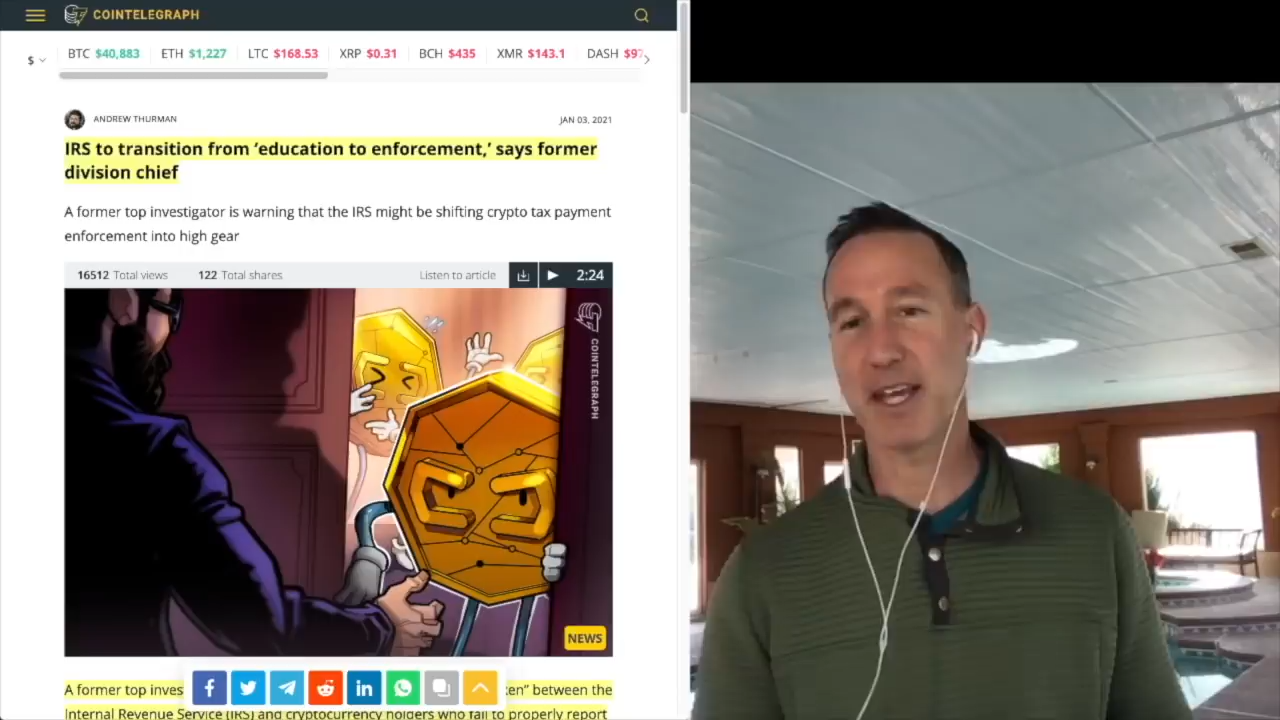 COINTELEGRAPH
$ BTC $40,883 ETH $1,227 LTC $168.53 XRP $0.31 BCH $435 XMR $143.1 DASH
ANDREW THURMAN JAN 03, 2021
IRS to transition from ‘education to enforcement,’ says former
division chief
A former top investigator is warning that the IRS might be shifting crypto tax payment
enforcement into high gear
16512 Total views 122 Total shares Listen to article 2:24
COINTELEGRAPH
NEWS
A former top between the
Internal Revenue Service (IRS) and cryptocurrency holders who fail to properly report